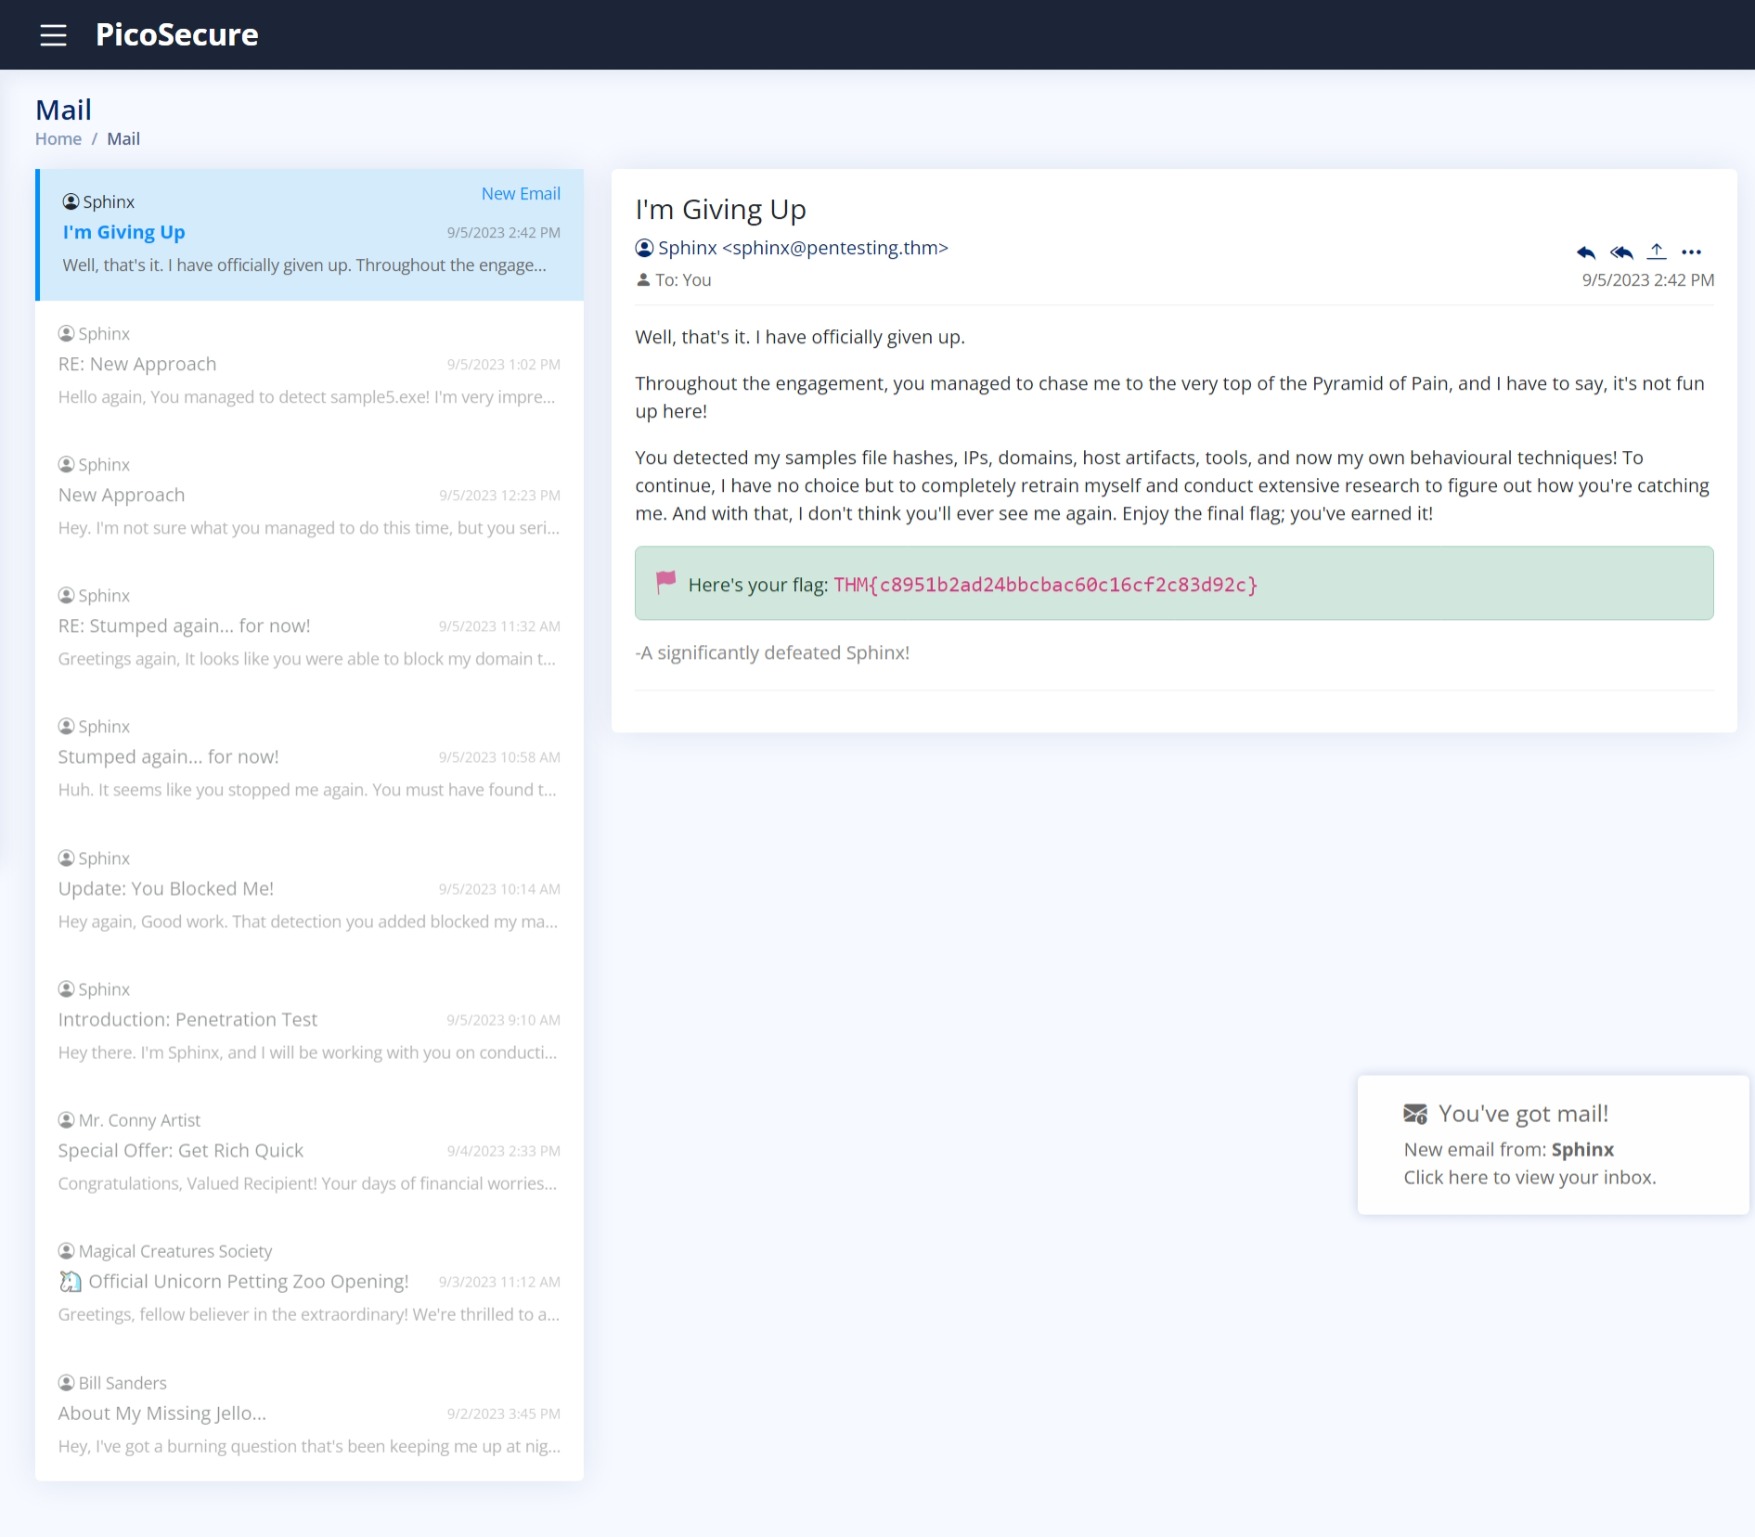 PicoSecure
Mail
Home / Mail
Sphinx
New Email
I'm Giving Up
9/5/2023 2:42 PM
Well, that's it. I have officially given up. Throughout the engage...
Sphinx
RE: New Approach
9/5/2023 1:02 PM
Hello again, You managed to detect sample5.exe! I'm very impre...
Sphinx
New Approach
9/5/2023 12:23 PM
Hey. I'm not sure what you managed to do this time, but you seri...
Sphinx
RE: Stumped again... for now!
9/5/2023 11:32 AM
Greetings again, It looks like you were able to block my domain t...
Sphinx
Stumped again... for now!
9/5/2023 10:58 AM
Huh. It seems like you stopped me again. You must have found t...
Sphinx
Update: You Blocked Me!
9/5/2023 10:14 AM
Hey again, Good work. That detection you added blocked my ma...
Sphinx
Introduction: Penetration Test
9/5/2023 9:10 AM
Hey there. I'm Sphinx, and I will be working with you on conducti...
Mr. Conny Artist
Special Offer: Get Rich Quick
9/4/2023 2:33 PM
Congratulations, Valued Recipient! Your days of financial worries...
Magical Creatures Society
Official Unicorn Petting Zoo Opening!
9/3/2023 11:12 AM
Greetings, fellow believer in the extraordinary! We're thrilled to a...
Bill Sanders
About My Missing Jello...
9/2/2023 3:45 PM
Hey, I've got a burning question that's been keeping me up at nig...
I'm Giving Up
Sphinx <sphinx@pentesting.thm>
To: You
9/5/2023 2:42 PM
Well, that's it. I have officially given up.
Throughout the engagement, you managed to chase me to the very top of the Pyramid of Pain, and I have to say, it's not fun
up here!
You detected my samples file hashes, IPs, domains, host artifacts, tools, and now my own behavioural techniques! To
continue, I have no choice but to completely retrain myself and conduct extensive research to figure out how you're catching
me. And with that, I don't think you'll ever see me again. Enjoy the final flag; you've earned it!
Here's your flag: THM{c8951b2ad24bbcbac60c16cf2c83d92c}
-A significantly defeated Sphinx!
You've got mail!
New email from: Sphinx
Click here to view your inbox.